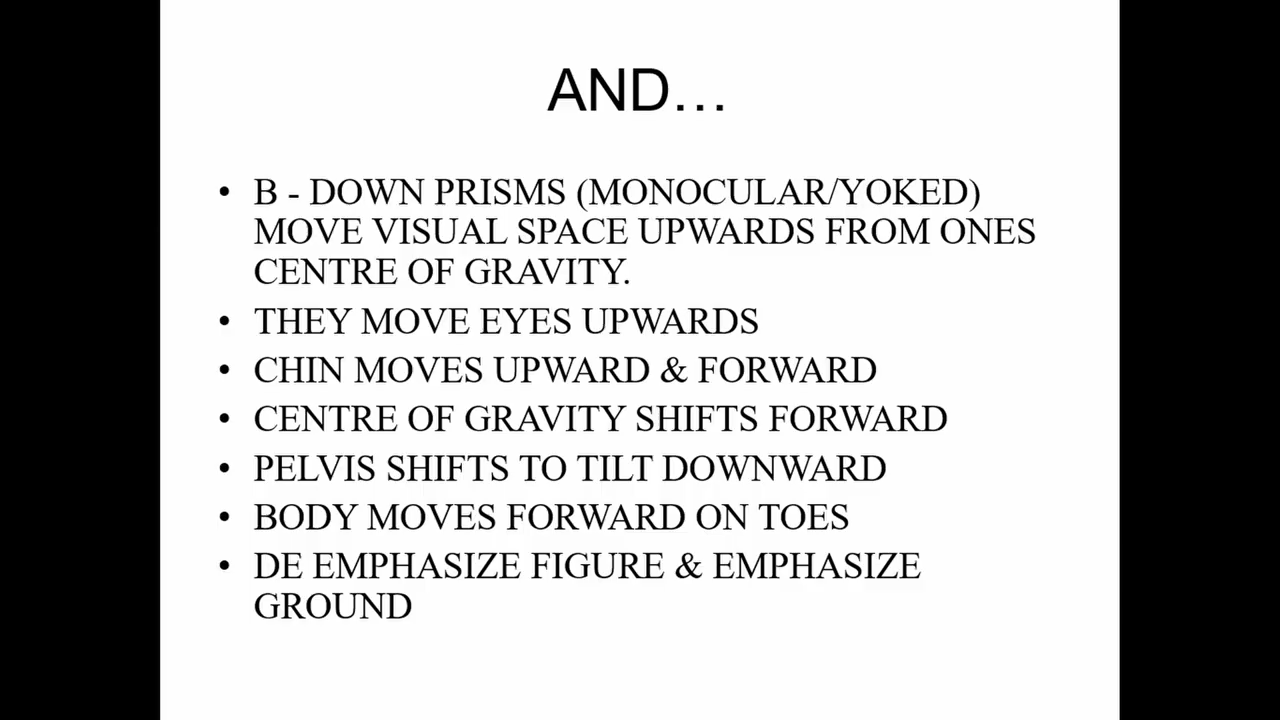 AND…
• B - DOWN PRISMS (MONOCULAR/YOKED)
MOVE VISUAL SPACE UPWARDS FROM ONES
CENTRE OF GRAVITY.
• THEY MOVE EYES UPWARDS
• CHIN MOVES UPWARD & FORWARD
• CENTRE OF GRAVITY SHIFTS FORWARD
• PELVIS SHIFTS TO TILT DOWNWARD
• BODY MOVES FORWARD ON TOES
• DE EMPHASIZE FIGURE & EMPHASIZE
GROUND